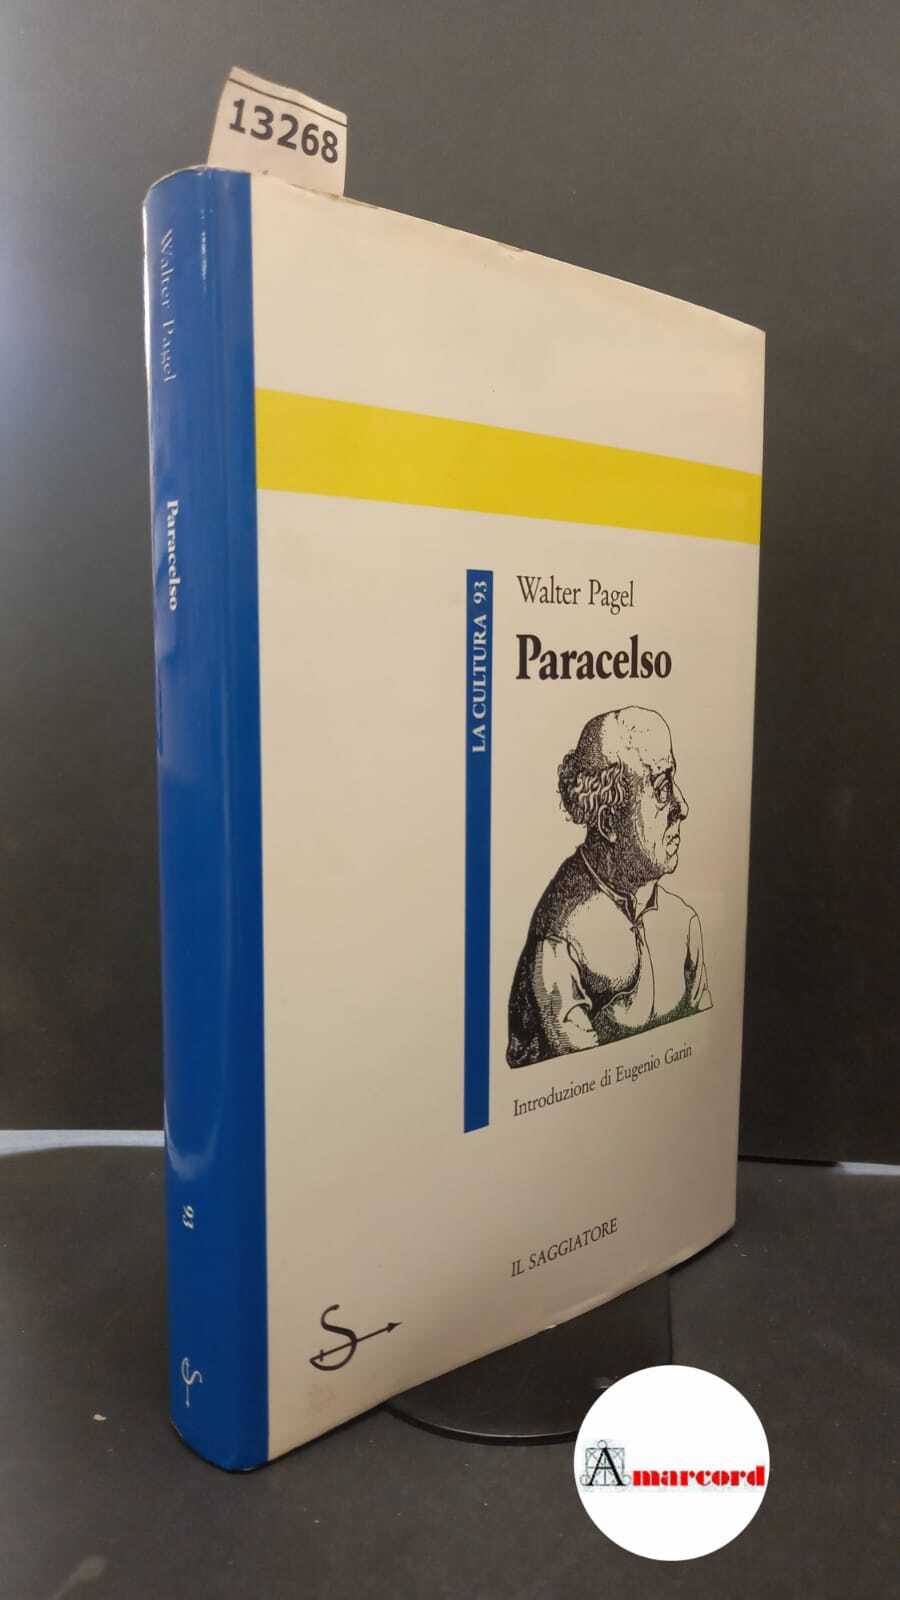 13268
Walter Pagel
Paracelso
93
LA CULTURA 93
Walter Pagel
Paracelso
Introduzione di Eugenio Garin
IL SAGGIATORE
S
S
Amarcord